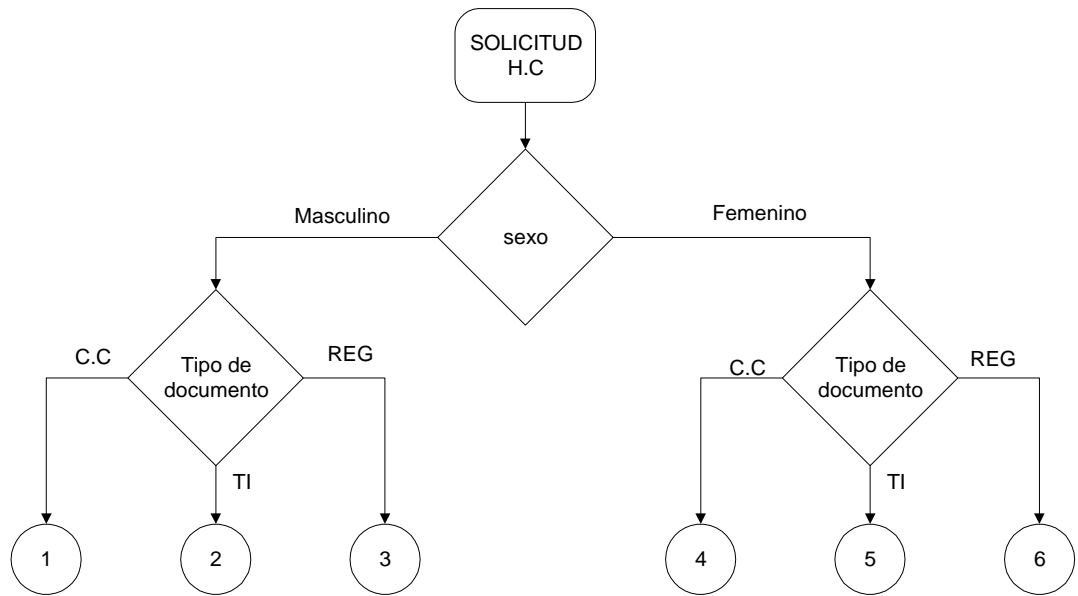 SOLICITUD
H.C
sexo
Masculino
Femenino
Tipo de
documento
C.C
REG
TI
Tipo de
documento
C.C
REG
TI
1
2
3
4
5
6